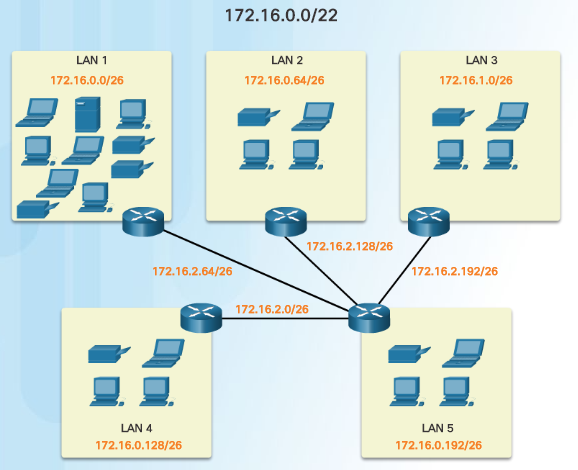 172.16.0.0/22
LAN 1
172.16.0.0/26
LAN 2
172.16.0.64/26
LAN 3
172.16.1.0/26
172.16.2.128/26
172.16.2.64/26
172.16.2.192/26
172.16.2.0/26
LAN 4
172.16.0.128/26
LAN 5
172.16.0.192/26